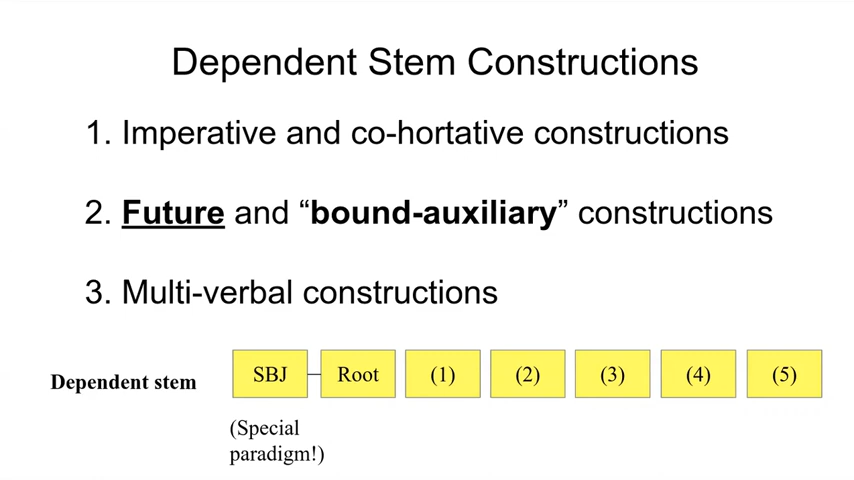 Dependent Stem Constructions
1. Imperative and co-hortative constructions
2. Future and “bound-auxiliary” constructions
3. Multi-verbal constructions
Dependent stem SBJ Root (1) (2) (3) (4) (5)
(Special
paradigm!)